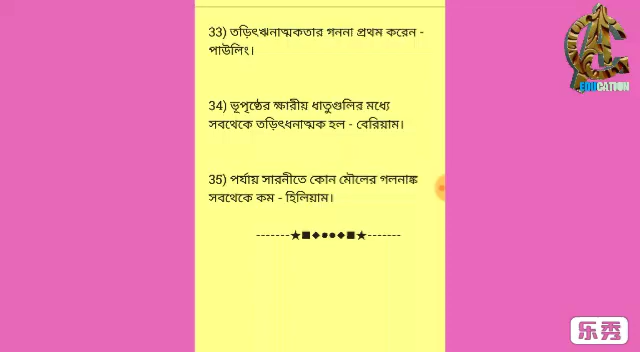 33) তড়িৎঋনাত্মকতার গননা প্রথম করেন -
পাউলিং।
34) ভূপৃষ্ঠের ক্ষারীয় ধাতুগুলির মধ্যে
সবথেকে তড়িৎধনাত্মক হল - বেরিয়াম।
35) পর্যায় সারনীতে কোন মৌলের গলনাঙ্ক
সবথেকে কম - হিলিয়াম।
-------★■◆●●◆■★-------
EDUCATION
乐秀